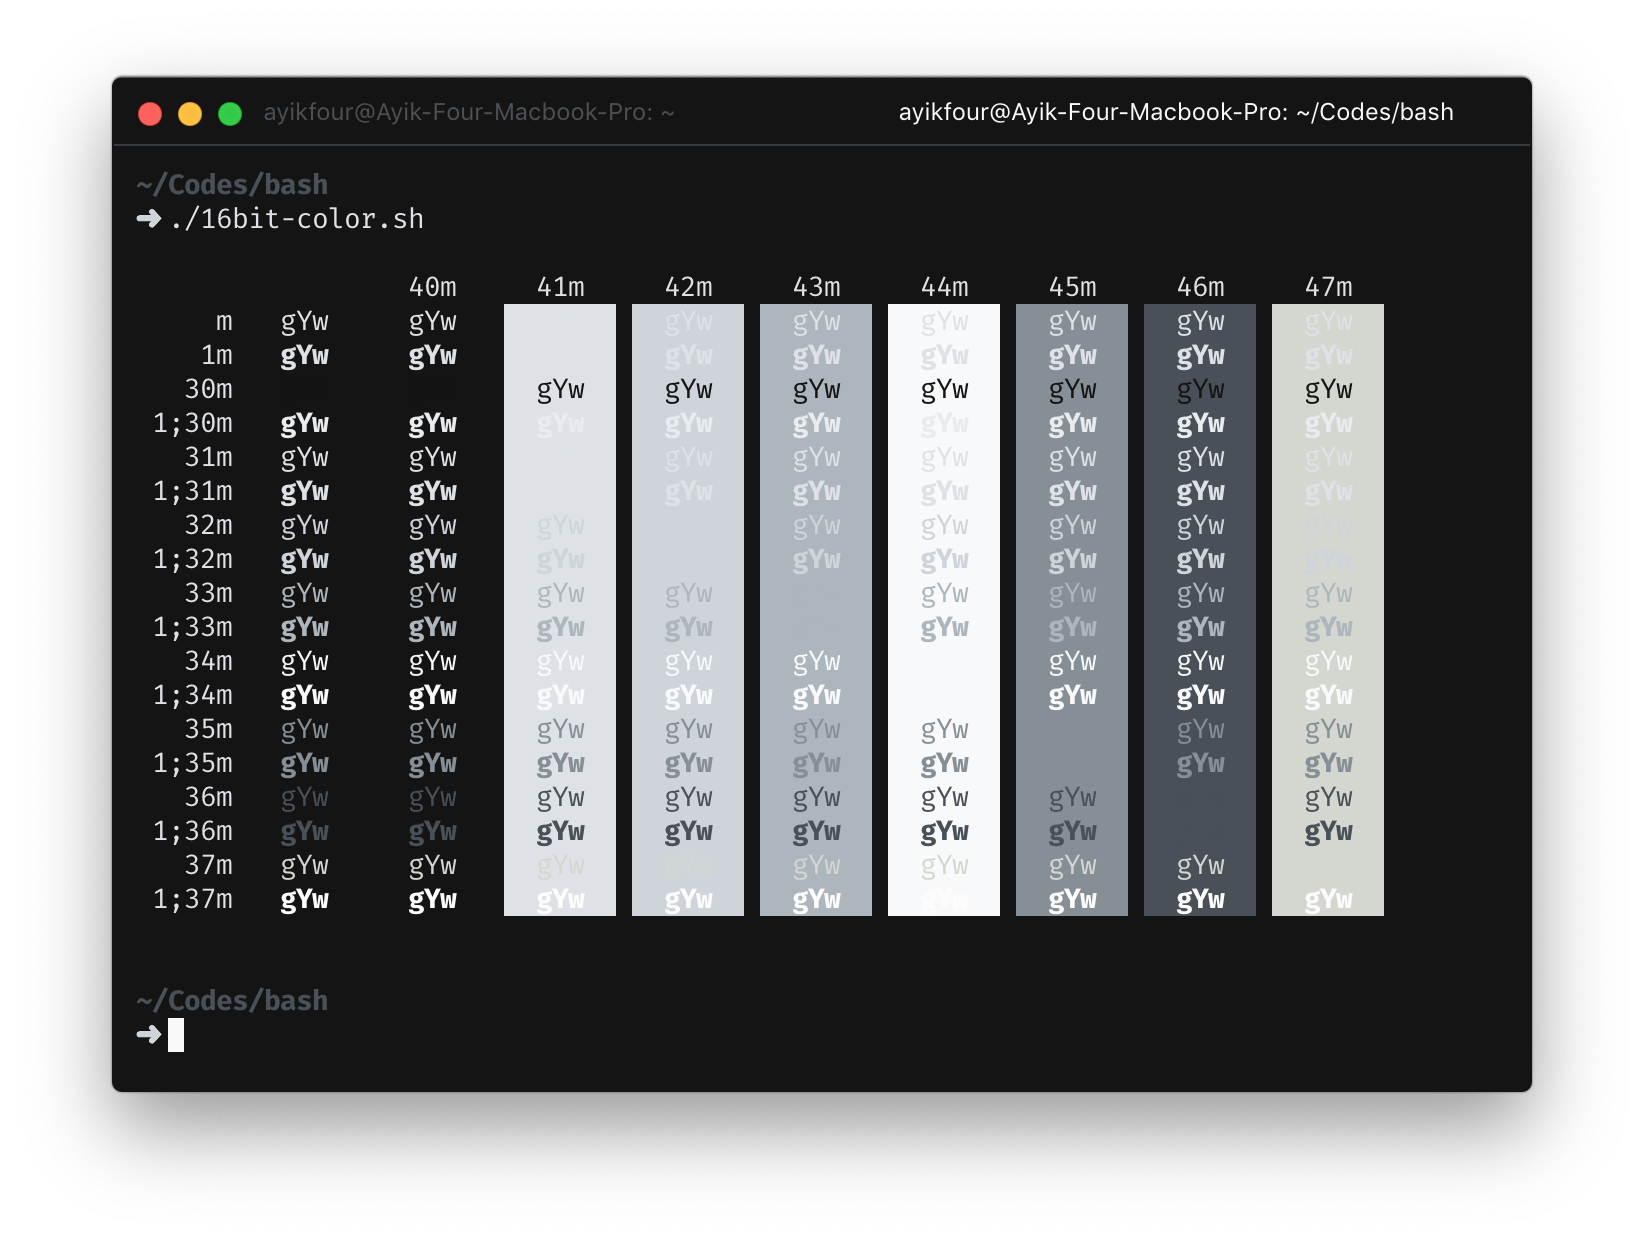 ayikfour@Ayik-Four-Macbook-Pro: ~ ayikfour@Ayik-Four-Macbook-Pro: ~/Codes/bash
~/Codes/bash
➜ ./16bit-color.sh
40m 41m 42m 43m 44m 45m 46m 47m
m gYw gYw gYw gYw gYw gYw gYw gYw
1m gYw gYw gYw gYw gYw gYw gYw gYw
30m gYw gYw gYw gYw gYw gYw gYw
1;30m gYw gYw gYw gYw gYw gYw gYw gYw gYw
31m gYw gYw gYw gYw gYw gYw gYw gYw
1;31m gYw gYw gYw gYw gYw gYw gYw gYw
32m gYw gYw gYw gYw gYw gYw gYw gYw
1;32m gYw gYw gYw gYw gYw gYw gYw gYw
33m gYw gYw gYw gYw gYw gYw gYw gYw
1;33m gYw gYw gYw gYw gYw gYw gYw gYw
34m gYw gYw gYw gYw gYw gYw gYw gYw
1;34m gYw gYw gYw gYw gYw gYw gYw gYw
35m gYw gYw gYw gYw gYw gYw gYw gYw
1;35m gYw gYw gYw gYw gYw gYw gYw gYw
36m gYw gYw gYw gYw gYw gYw gYw gYw
1;36m gYw gYw gYw gYw gYw gYw gYw gYw
37m gYw gYw gYw gYw gYw gYw gYw
1;37m gYw gYw gYw gYw gYw gYw gYw gYw gYw
~/Codes/bash
➜